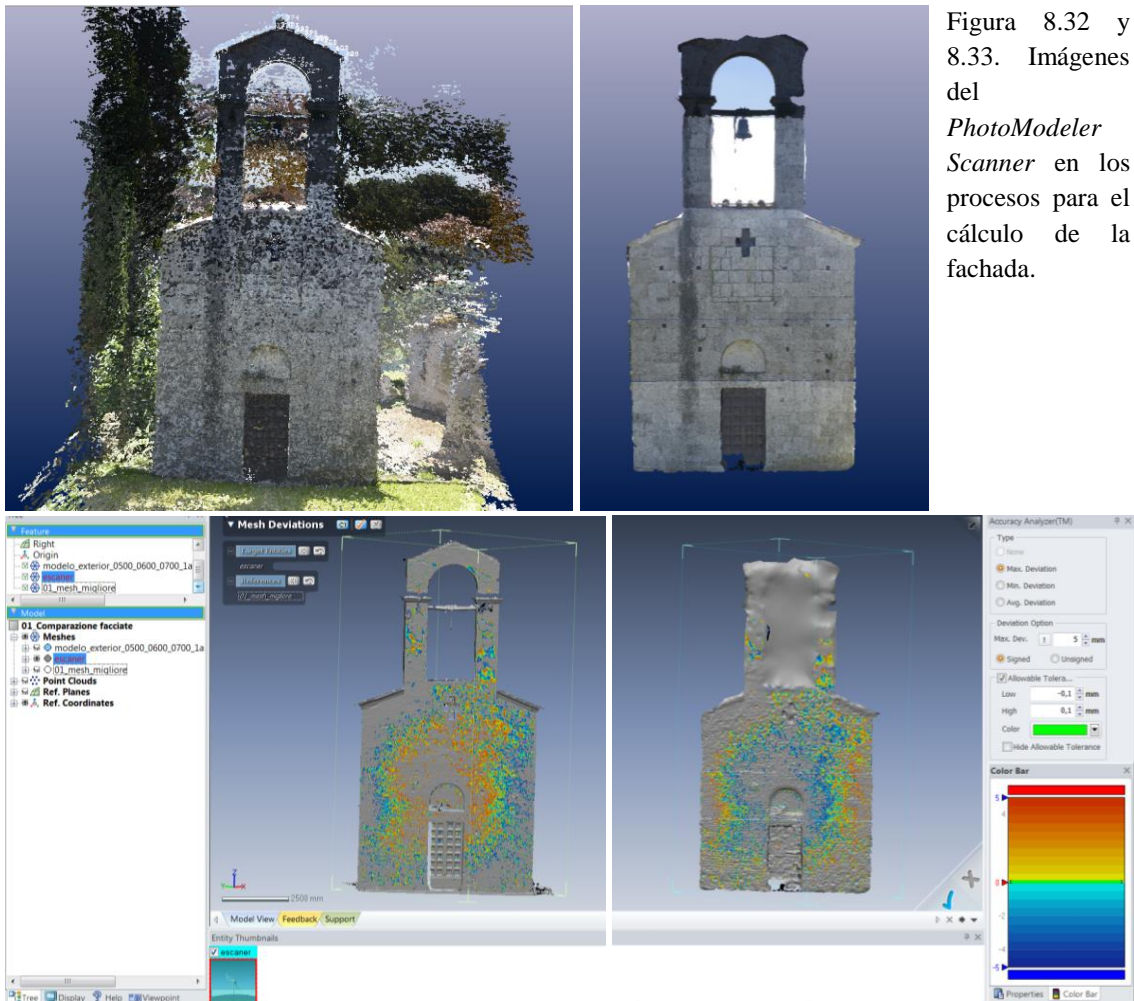 Figura 8.32 y
8.33. Imágenes
del
PhotoModeler
Scanner en los
procesos para el
cálculo de la
fachada.
Feature
Right
Origin
modelo_exterior_0500_0600_0700_1a
escaner
01_mesh_migliore
Model
01_Comparazione facciate
Meshes
modelo_exterior_0500_0600_0700_1a
escaner
01_mesh_migliore
Point Clouds
Ref. Planes
Ref. Coordinates
Tree Display Help Viewpoint
Mesh Deviations
Target Entities
escaner
References
01_mesh_migliore
2508 mm
Model View Feedback Support
Entity Thumbnails
escaner
Accuracy Analyzer(TM)
Type
None
Max. Deviation
Min. Deviation
Avg. Deviation
Deviation Option
Max. Dev. 5 mm
Signed Unsigned
Allowable Tolera...
Low -0,1 mm
High 0,1 mm
Color
Hide Allowable Tolerance
Color Bar
5
4
2
0
-2
-4
-5
Properties Color Bar